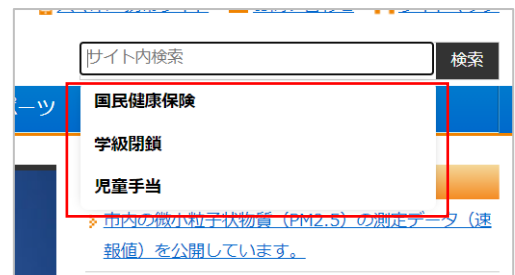 サイト内検索
検索
ーツ
国民健康保険
学級閉鎖
児童手当
市内の微小粒子状物質（PM2.5）の測定データ（速
報値）を公開しています。